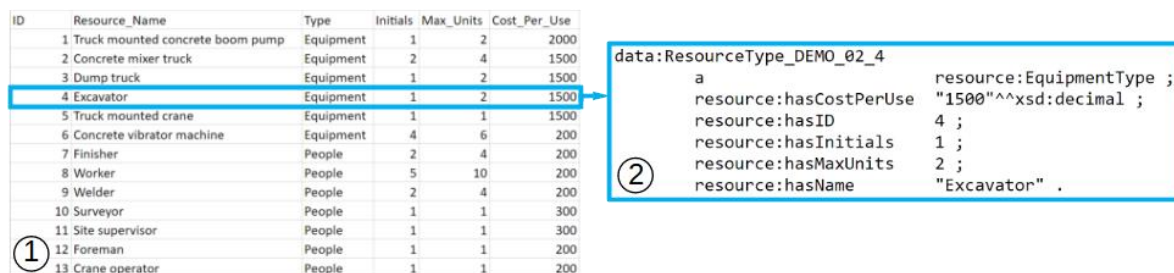 ID Resource_Name Type Initials Max_Units Cost_Per_Use
1 Truck mounted concrete boom pump Equipment 1 2 2000
2 Concrete mixer truck Equipment 2 4 1500
3 Dump truck Equipment 1 2 1500
4 Excavator Equipment 1 2 1500
5 Truck mounted crane Equipment 1 1 1500
6 Concrete vibrator machine Equipment 4 6 200
7 Finisher People 2 4 200
8 Worker People 5 10 200
9 Welder People 2 4 200
10 Surveyor People 1 1 300
11 Site supervisor People 1 1 300
12 Foreman People 1 1 200
13 Crane operator People 1 1 200
1
data:ResourceType_DEMO_02_4
a resource:EquipmentType ;
resource:hasCostPerUse "1500"^^xsd:decimal ;
resource:hasID 4 ;
resource:hasInitials 1 ;
resource:hasMaxUnits 2 ;
resource:hasName "Excavator" .
2